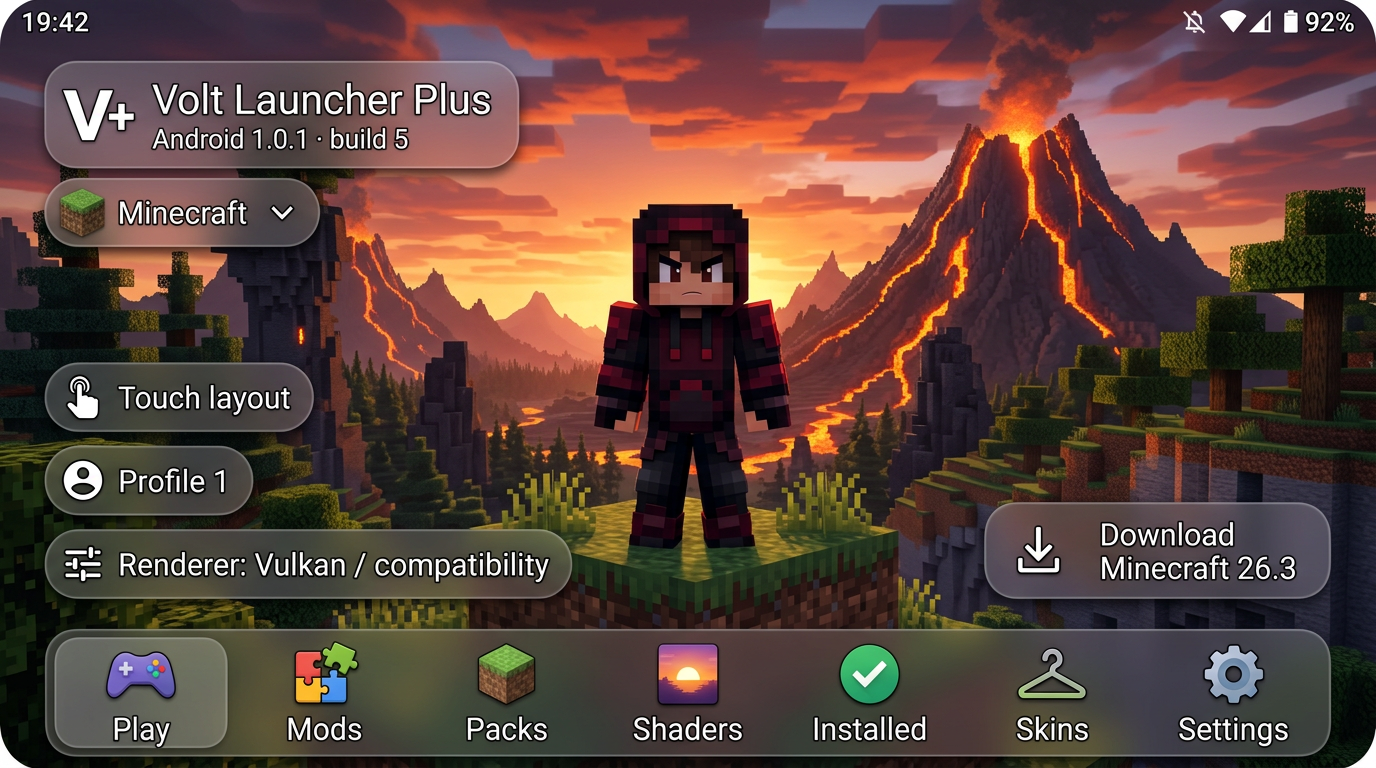 19:42
92%
V+
Volt Launcher Plus
Android 1.0.1 · build 5
Minecraft
Touch layout
Profile 1
Renderer: Vulkan / compatibility
Download
Minecraft 26.3
Play
Mods
Packs
Shaders
Installed
Skins
Settings